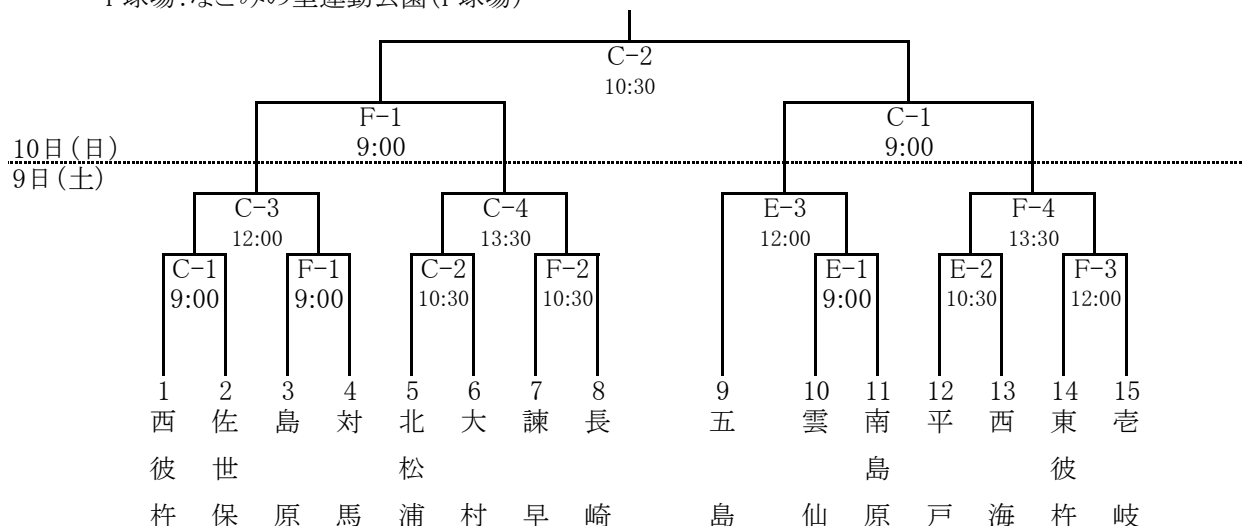 F球場:なごみの里運動公園(F球場)
C-2
10:30
F-1
9:00
C-1
9:00
10日(日)
9日(土)
C-3
12:00
C-4
13:30
E-3
12:00
F-4
13:30
C-1
9:00
F-1
9:00
C-2
10:30
F-2
10:30
E-1
9:00
E-2
10:30
F-3
12:00
1 2 3 4 5 6 7 8 9 10 11 12 13 14 15
西彼杵
佐世保
島原
対馬
北松浦
大村
諫早
長崎
五島
雲仙
南島原
平戸
西海
東彼杵
壱岐